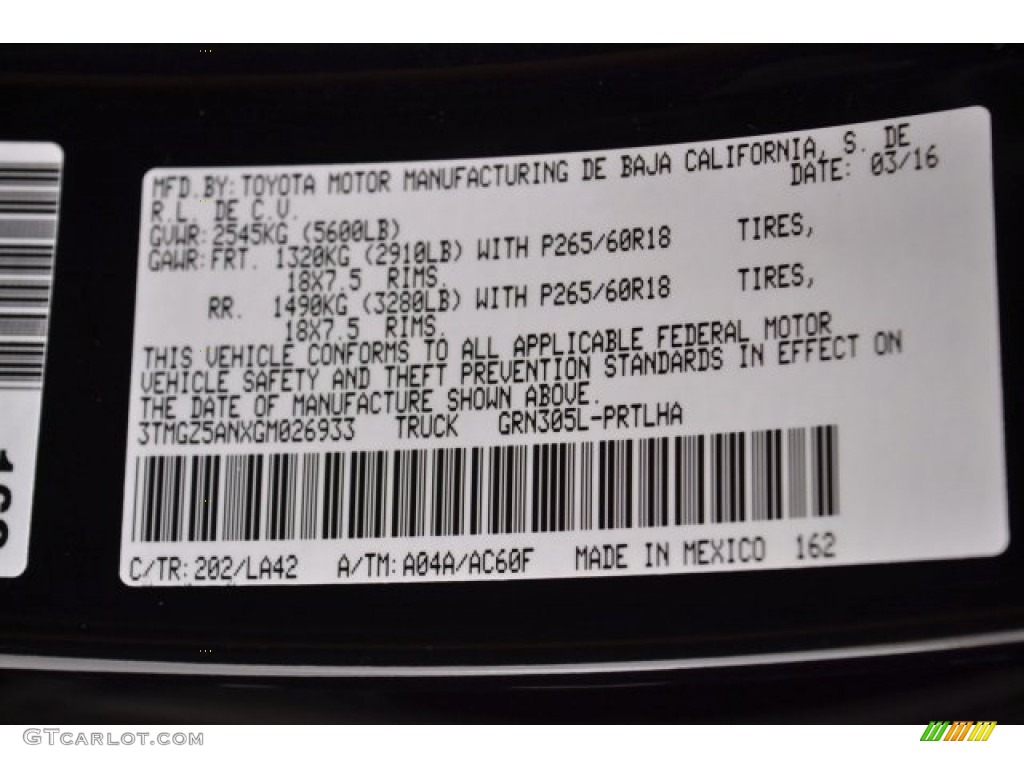 MFD.BY:TOYOTA MOTOR MANUFACTURING DE BAJA CALIFORNIA, S. DE
R.L. DE C.V. DATE: 03/16
GVWR:2545KG (5600LB)
GAWR:FRT. 1320KG (2910LB) WITH P265/60R18 TIRES,
18X7.5 RIMS.
RR. 1490KG (3280LB) WITH P265/60R18 TIRES,
18X7.5 RIMS.
THIS VEHICLE CONFORMS TO ALL APPLICABLE FEDERAL MOTOR
VEHICLE SAFETY AND THEFT PREVENTION STANDARDS IN EFFECT ON
THE DATE OF MANUFACTURE SHOWN ABOVE.
3TMGZ5ANXGM026933 TRUCK GRN305L-PRTLHA
C/TR:202/LA42 A/TM:A04A/AC60F MADE IN MEXICO 162
GTCARLOT.COM